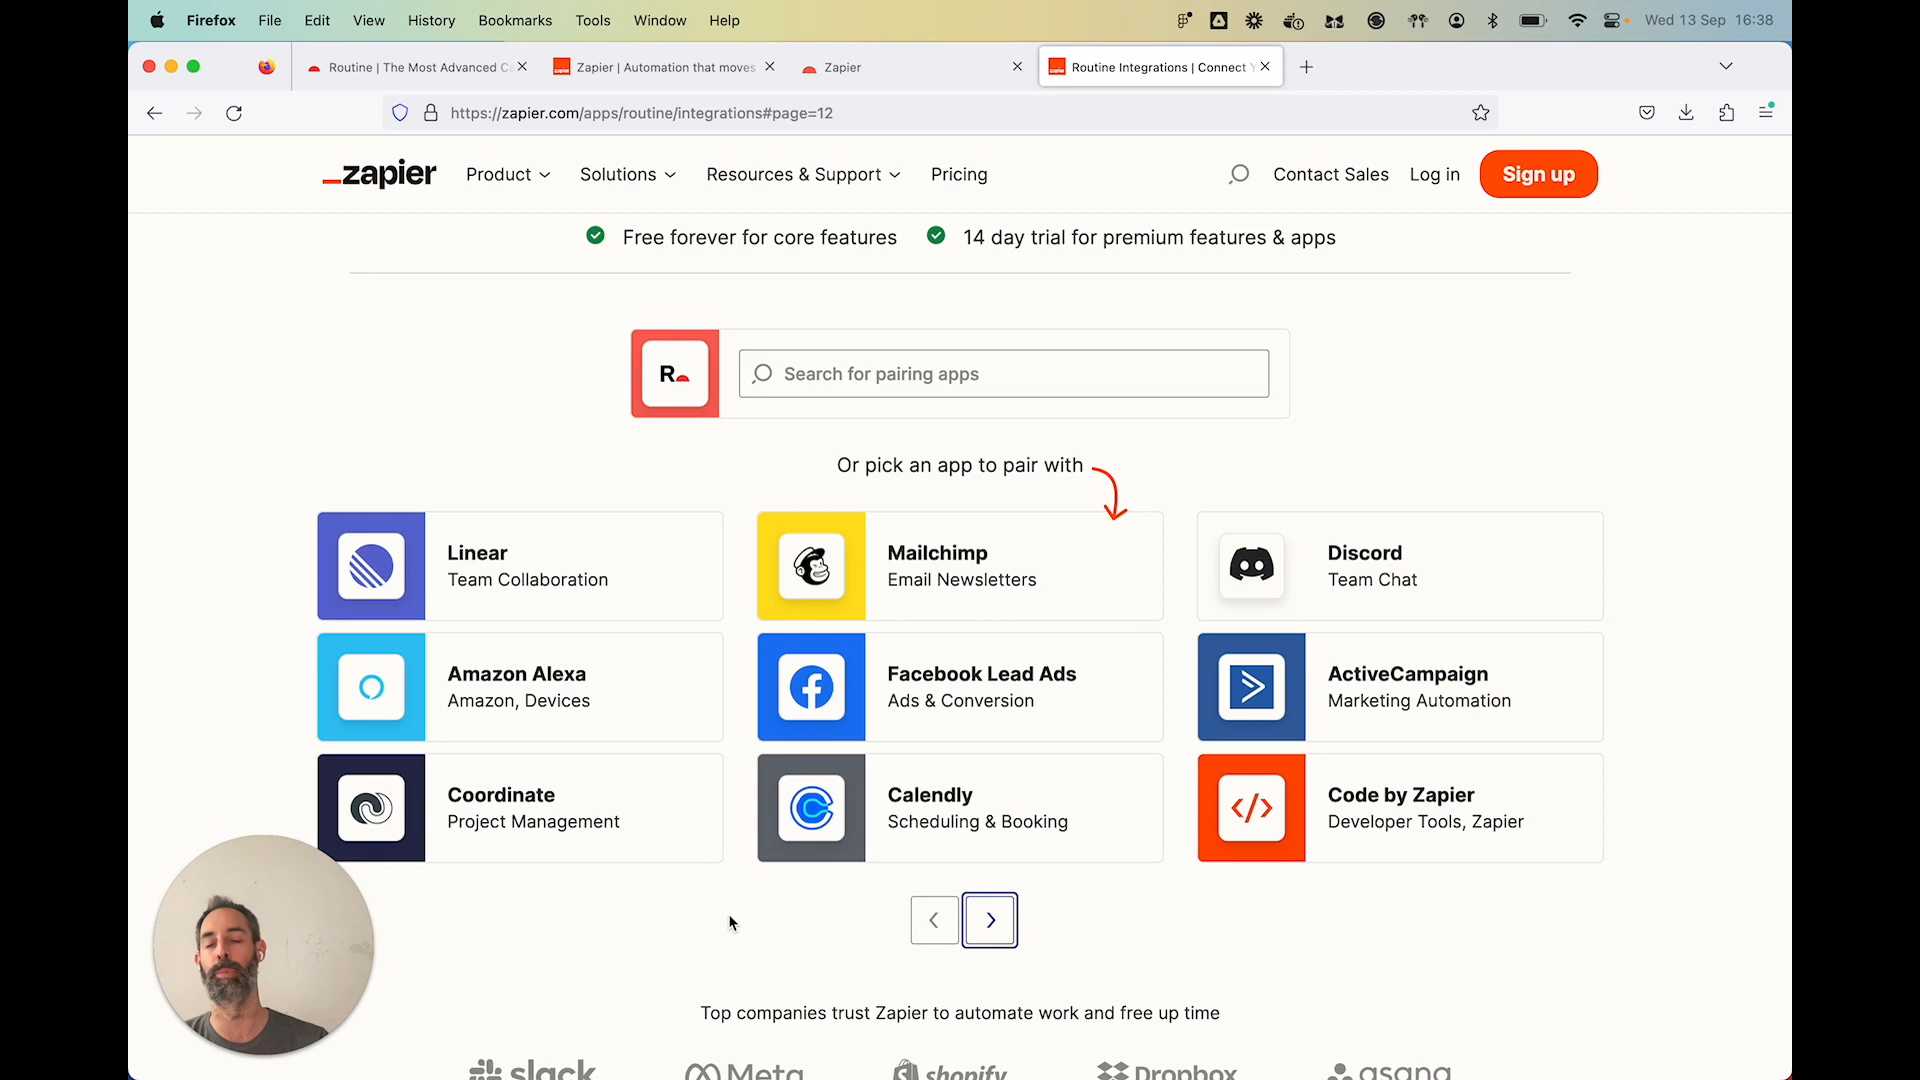 Firefox File Edit View History Bookmarks Tools Window Help Wed 13 Sep 16:38
Routine | The Most Advanced Ca Zapier | Automation that moves Zapier Routine Integrations | Connect Y
https://zapier.com/apps/routine/integrations#page=12
zapier Product Solutions Resources & Support Pricing Contact Sales Log in Sign up
Free forever for core features 14 day trial for premium features & apps
R
Search for pairing apps
Or pick an app to pair with
Linear
Team Collaboration
Mailchimp
Email Newsletters
Discord
Team Chat
Amazon Alexa
Amazon, Devices
Facebook Lead Ads
Ads & Conversion
ActiveCampaign
Marketing Automation
Coordinate
Project Management
Calendly
Scheduling & Booking
Code by Zapier
Developer Tools, Zapier
Top companies trust Zapier to automate work and free up time
slack Meta shopify Dropbox asana